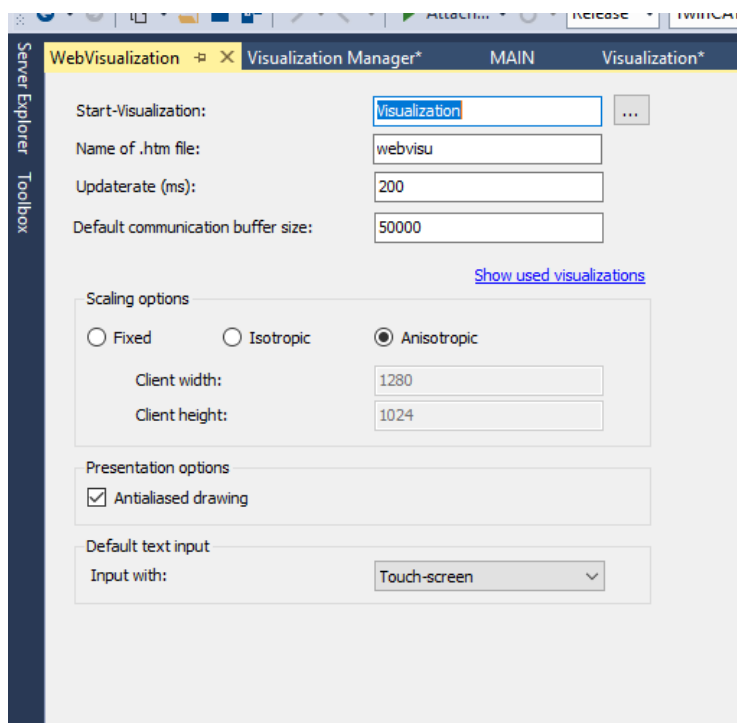 Attach...
Release
TwinCAT
Server Explorer
Toolbox
WebVisualization
Visualization Manager*
MAIN
Visualization*
Start-Visualization:
Visualization
...
Name of .htm file:
webvisu
Updaterate (ms):
200
Default communication buffer size:
50000
Show used visualizations
Scaling options
Fixed
Isotropic
Anisotropic
Client width:
1280
Client height:
1024
Presentation options
Antialiased drawing
Default text input
Input with:
Touch-screen